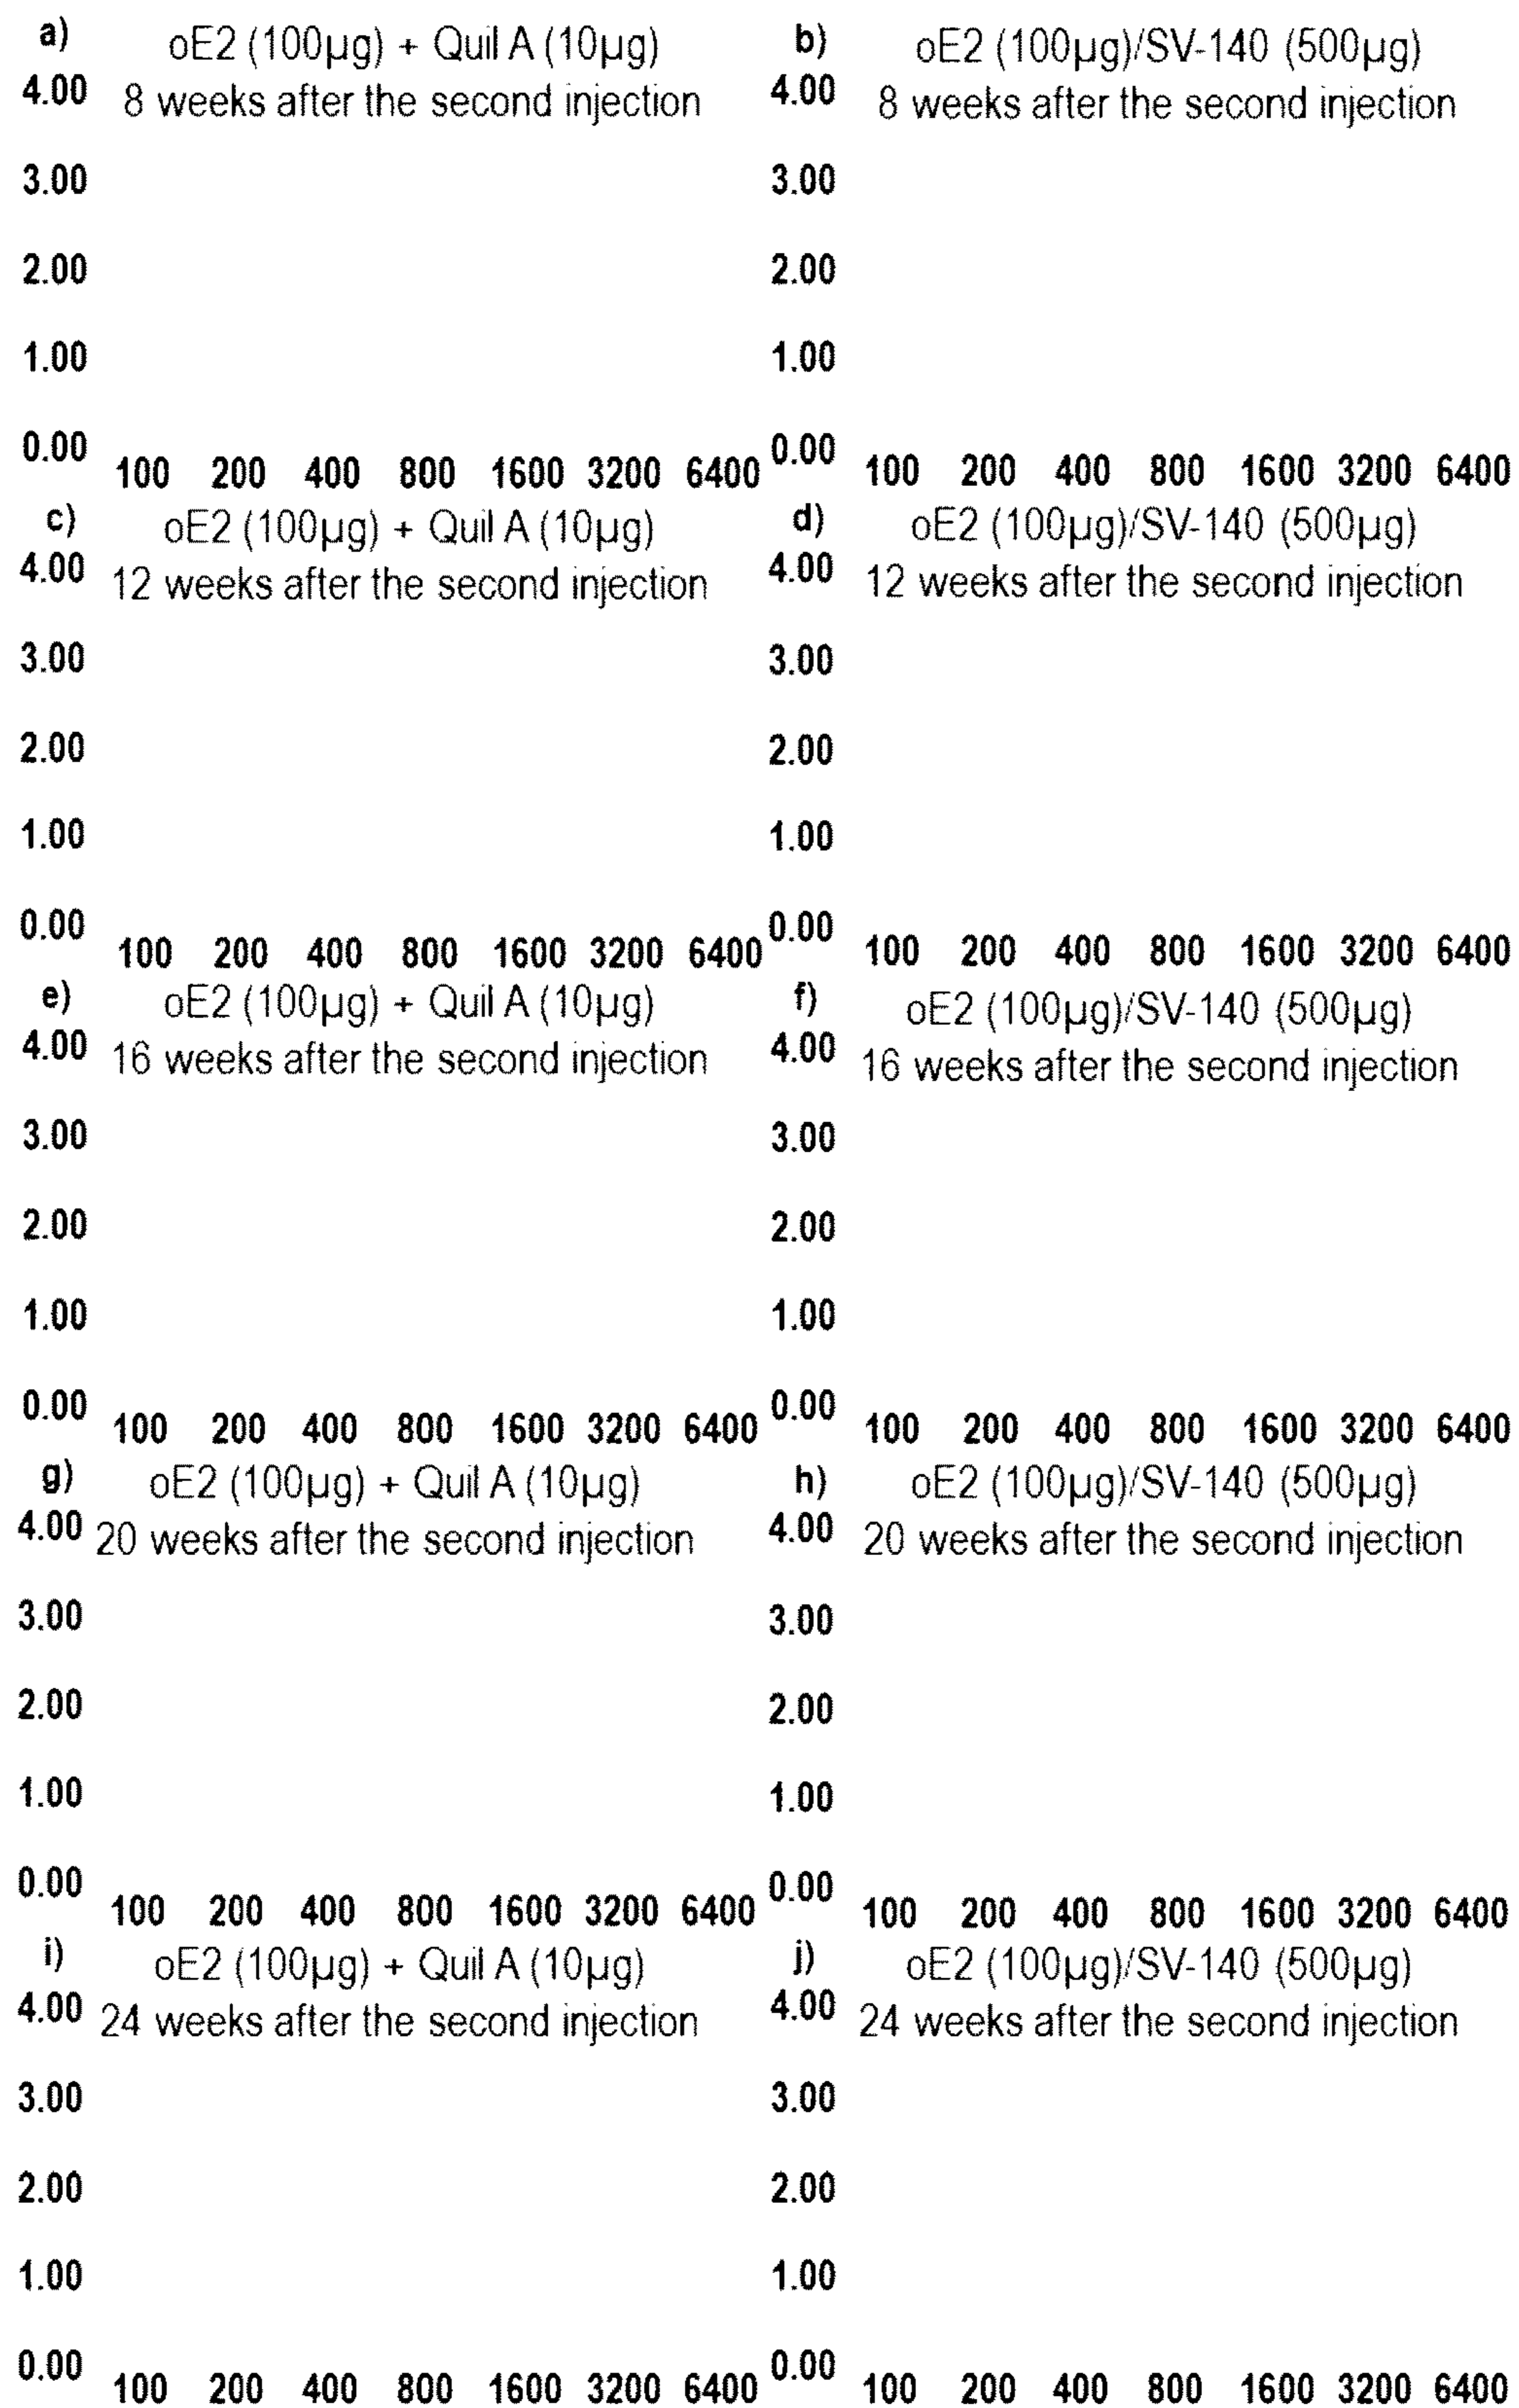 a) oE2 (100µg) + Quil A (10µg)
4.00 8 weeks after the second injection
3.00
2.00
1.00
0.00
100 200 400 800 1600 3200 6400
b) oE2 (100µg)/SV-140 (500µg)
4.00 8 weeks after the second injection
3.00
2.00
1.00
0.00
100 200 400 800 1600 3200 6400
c) oE2 (100µg) + Quil A (10µg)
4.00 12 weeks after the second injection
3.00
2.00
1.00
0.00
100 200 400 800 1600 3200 6400
d) oE2 (100µg)/SV-140 (500µg)
4.00 12 weeks after the second injection
3.00
2.00
1.00
0.00
100 200 400 800 1600 3200 6400
e) oE2 (100µg) + Quil A (10µg)
4.00 16 weeks after the second injection
3.00
2.00
1.00
0.00
100 200 400 800 1600 3200 6400
f) oE2 (100µg)/SV-140 (500µg)
4.00 16 weeks after the second injection
3.00
2.00
1.00
0.00
100 200 400 800 1600 3200 6400
g) oE2 (100µg) + Quil A (10µg)
4.00 20 weeks after the second injection
3.00
2.00
1.00
0.00
100 200 400 800 1600 3200 6400
h) oE2 (100µg)/SV-140 (500µg)
4.00 20 weeks after the second injection
3.00
2.00
1.00
0.00
100 200 400 800 1600 3200 6400
i) oE2 (100µg) + Quil A (10µg)
4.00 24 weeks after the second injection
3.00
2.00
1.00
0.00
100 200 400 800 1600 3200 6400
j) oE2 (100µg)/SV-140 (500µg)
4.00 24 weeks after the second injection
3.00
2.00
1.00
0.00
100 200 400 800 1600 3200 6400